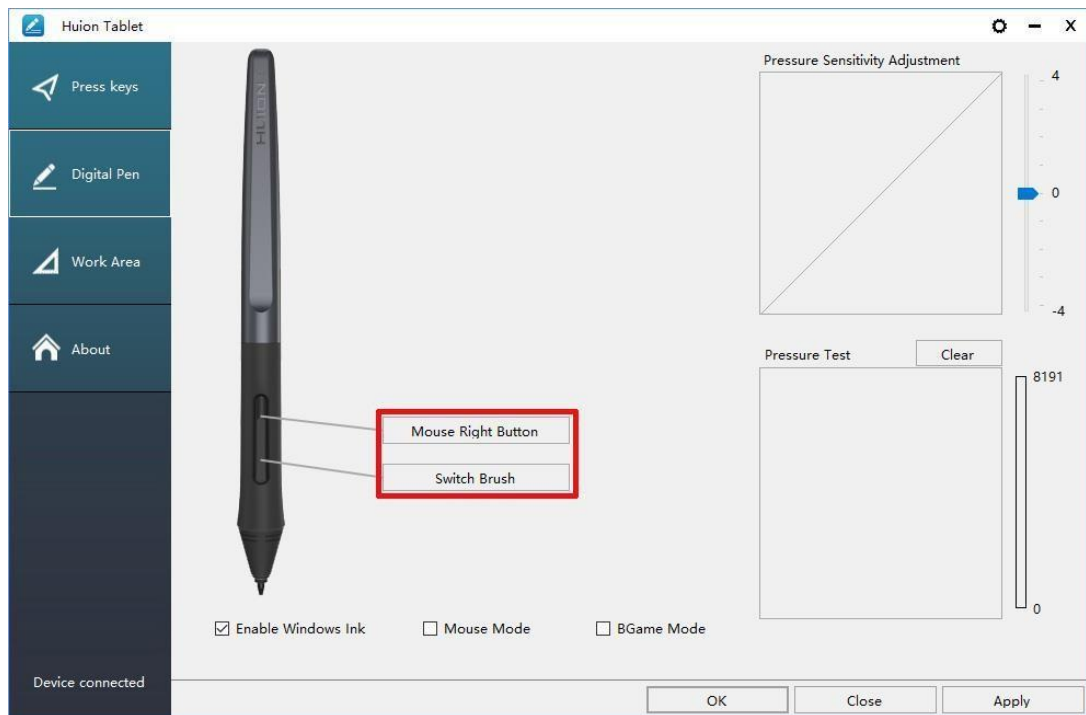 Huion Tablet
X
Press keys
Digital Pen
Work Area
About
Device connected
HUION
Mouse Right Button
Switch Brush
Enable Windows Ink
Mouse Mode
BGame Mode
Pressure Sensitivity Adjustment
4
0
-4
Pressure Test
Clear
8191
0
OK
Close
Apply